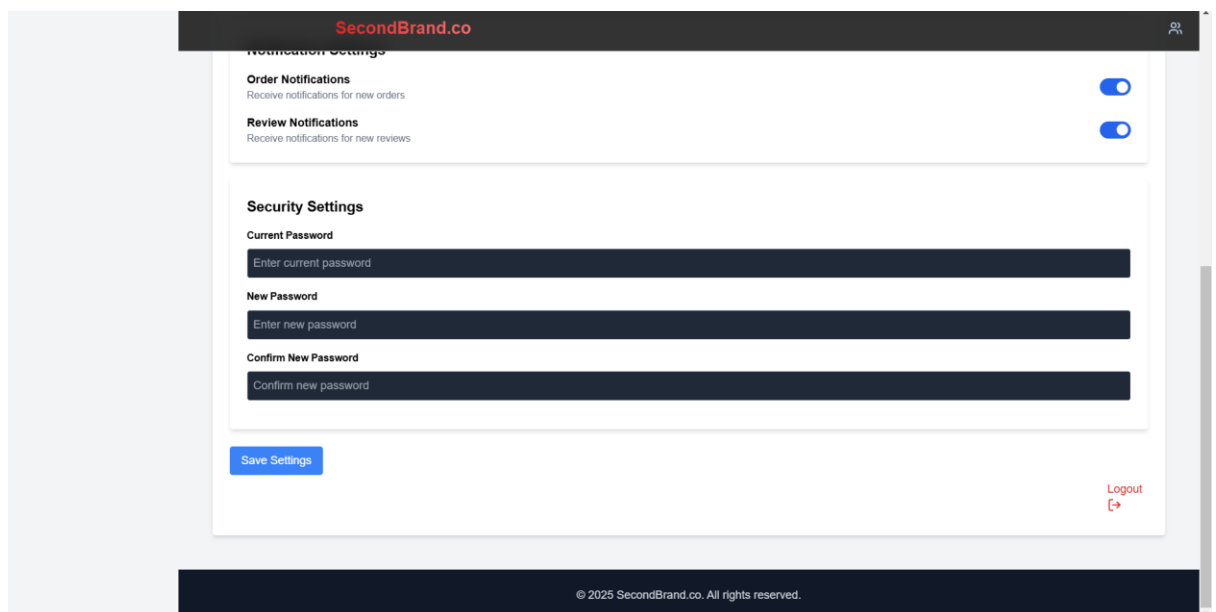 SecondBrand.co
Notification Settings
Order Notifications
Receive notifications for new orders
Review Notifications
Receive notifications for new reviews
Security Settings
Current Password
Enter current password
New Password
Enter new password
Confirm New Password
Confirm new password
Save Settings
Logout
© 2025 SecondBrand.co. All rights reserved.